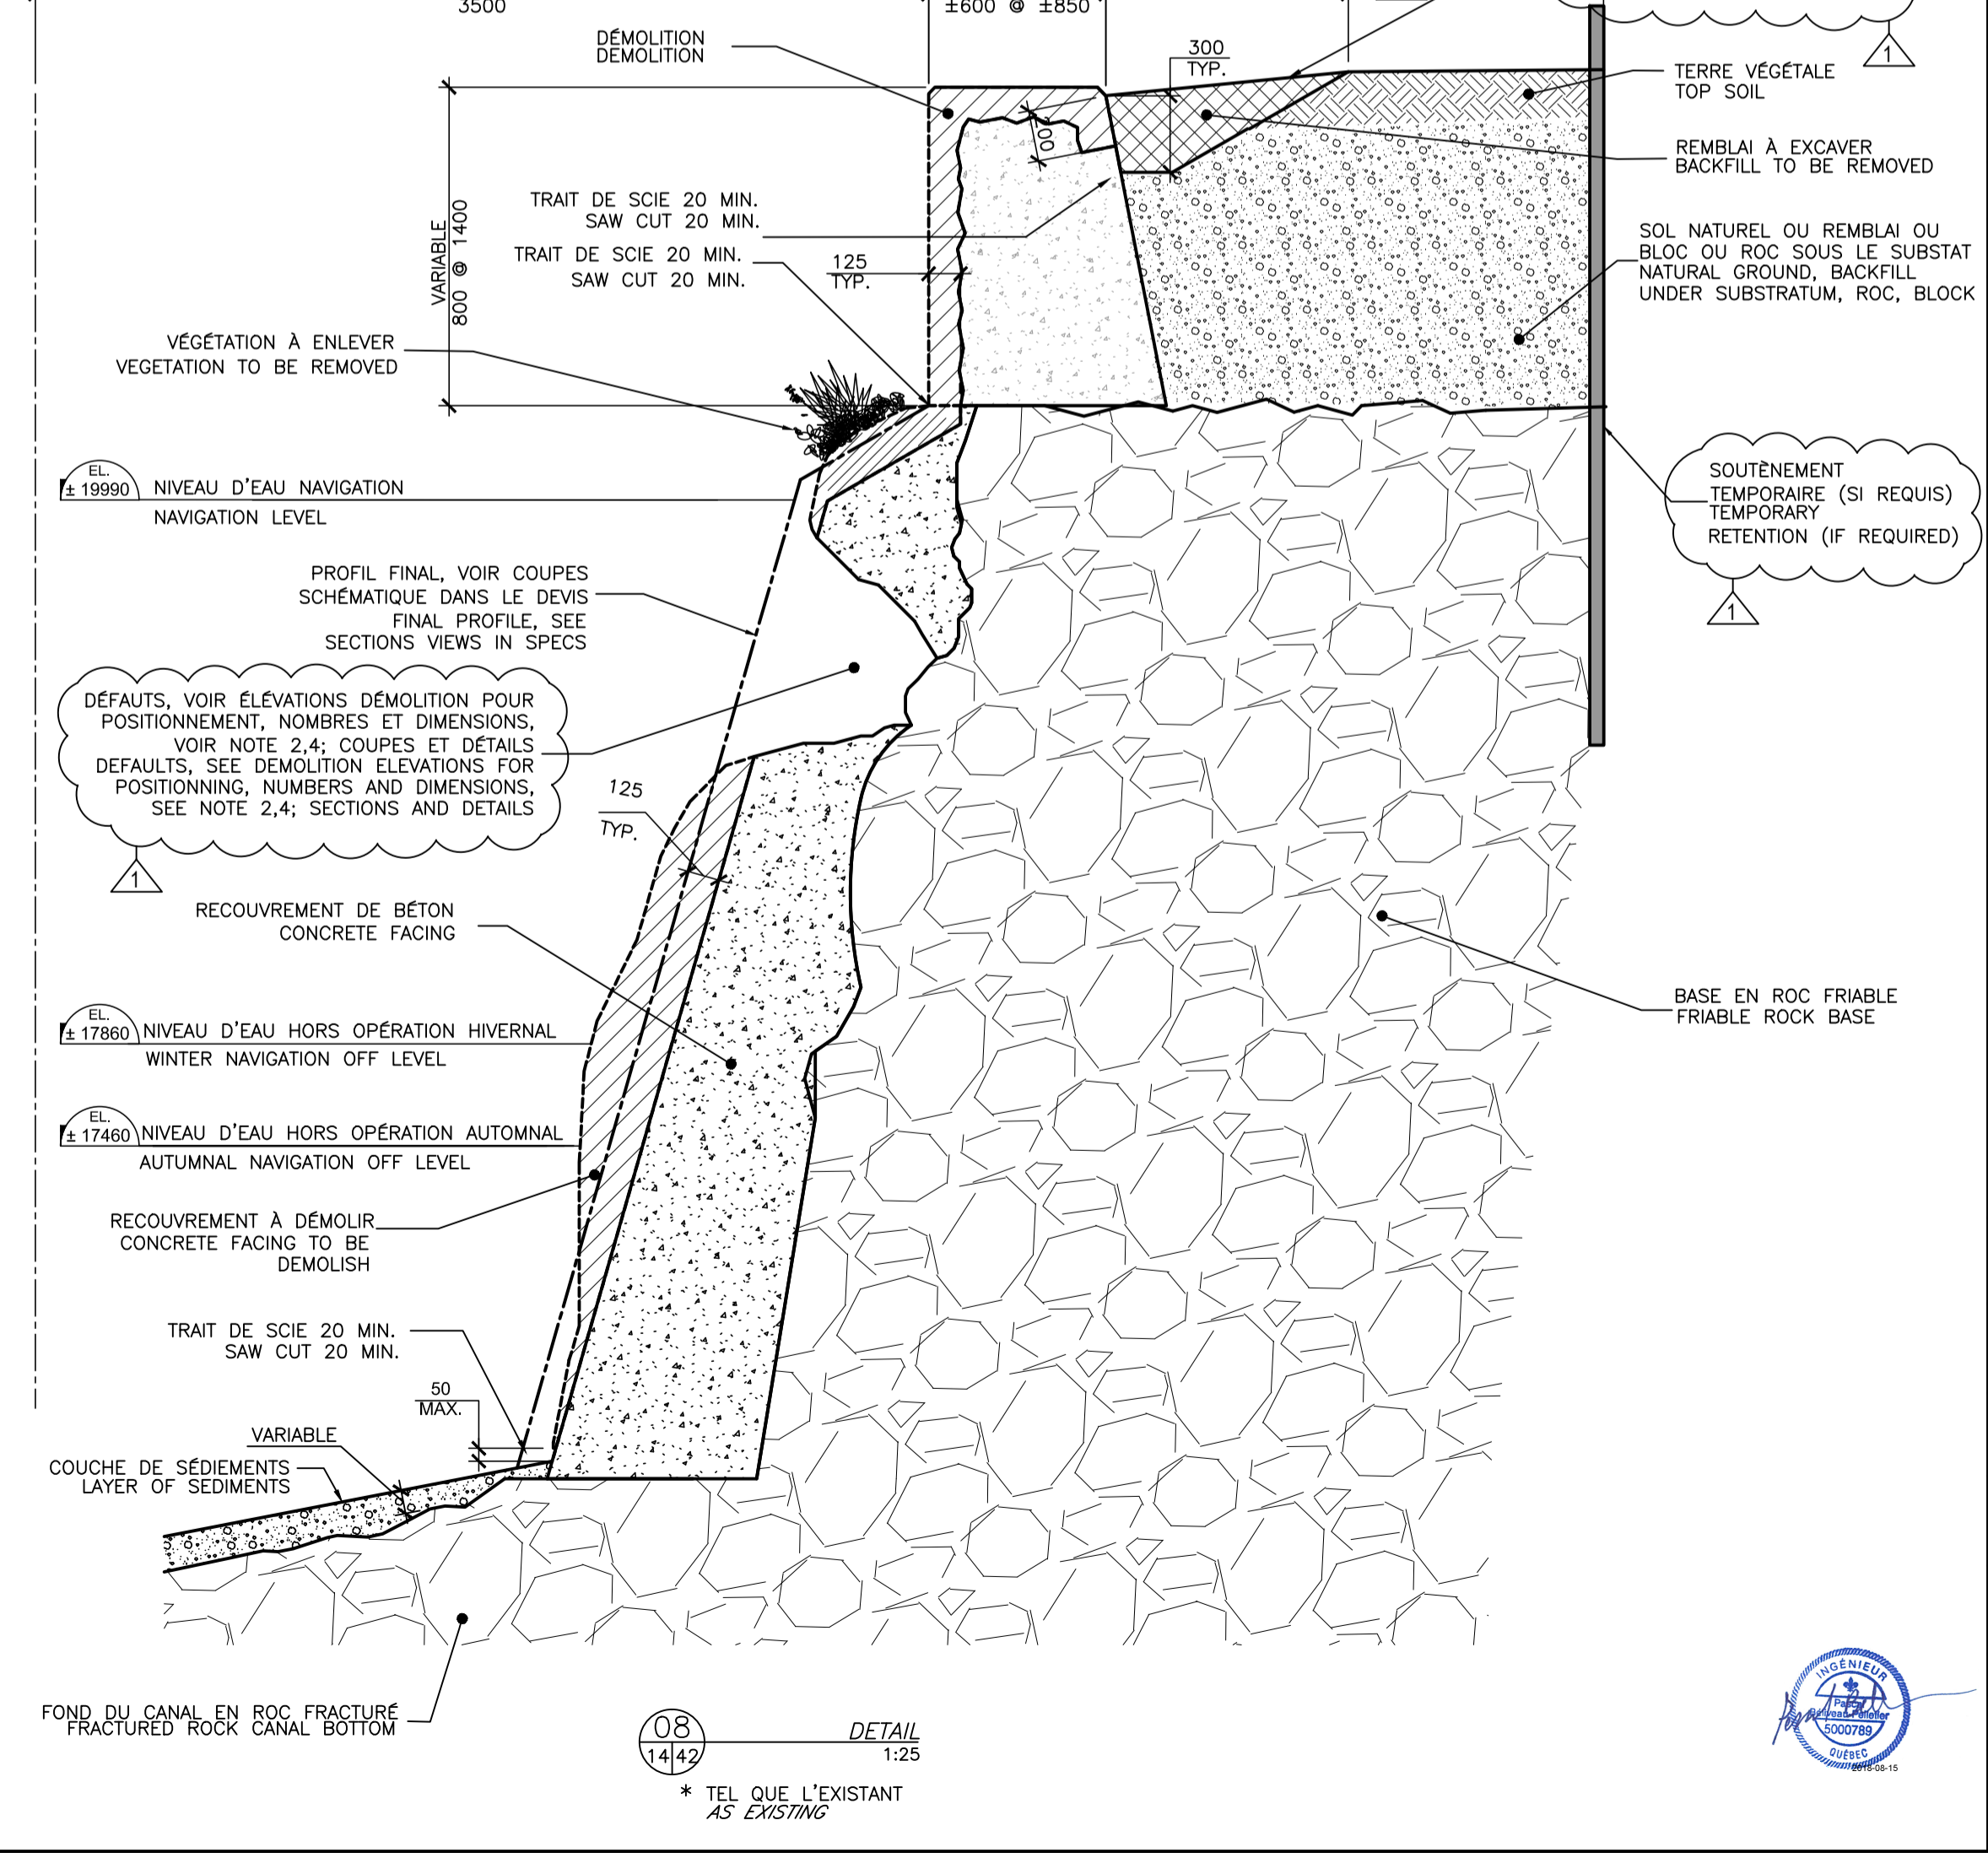 3500
±600 @ ±850
DÉMOLITION
DEMOLITION
300
TYP.
1
TERRE VÉGÉTALE
TOP SOIL
REMBLAI À EXCAVER
BACKFILL TO BE REMOVED
TRAIT DE SCIE 20 MIN.
SAW CUT 20 MIN.
TRAIT DE SCIE 20 MIN.
SAW CUT 20 MIN.
125
TYP.
VARIABLE
800 @ 1400
SOL NATUREL OU REMBLAI OU
BLOC OU ROC SOUS LE SUBSTAT
NATURAL GROUND, BACKFILL
UNDER SUBSTRATUM, ROC, BLOCK
VÉGÉTATION À ENLEVER
VEGETATION TO BE REMOVED
EL.
± 19990
NIVEAU D'EAU NAVIGATION
NAVIGATION LEVEL
SOUTÈNEMENT
TEMPORAIRE (SI REQUIS)
TEMPORARY
RETENTION (IF REQUIRED)
1
PROFIL FINAL, VOIR COUPES
SCHÉMATIQUE DANS LE DEVIS
FINAL PROFILE, SEE
SECTIONS VIEWS IN SPECS
DÉFAUTS, VOIR ÉLÉVATIONS DÉMOLITION POUR
POSITIONNEMENT, NOMBRES ET DIMENSIONS,
VOIR NOTE 2,4; COUPES ET DÉTAILS
DEFAULTS, SEE DEMOLITION ELEVATIONS FOR
POSITIONNING, NUMBERS AND DIMENSIONS,
SEE NOTE 2,4; SECTIONS AND DETAILS
1
125
TYP.
RECOUVREMENT DE BÉTON
CONCRETE FACING
BASE EN ROC FRIABLE
FRIABLE ROCK BASE
EL.
± 17860
NIVEAU D'EAU HORS OPÉRATION HIVERNAL
WINTER NAVIGATION OFF LEVEL
EL.
± 17460
NIVEAU D'EAU HORS OPÉRATION AUTOMNAL
AUTUMNAL NAVIGATION OFF LEVEL
RECOUVREMENT À DÉMOLIR
CONCRETE FACING TO BE
DEMOLISH
TRAIT DE SCIE 20 MIN.
SAW CUT 20 MIN.
50
MAX.
VARIABLE
COUCHE DE SÉDIEMENTS
LAYER OF SEDIMENTS
FOND DU CANAL EN ROC FRACTURÉ
FRACTURED ROCK CANAL BOTTOM
08
14 42
DETAIL
1:25
* TEL QUE L'EXISTANT
AS EXISTING
INGÉNIEUR
5000789
QUÉBEC
2018-08-15